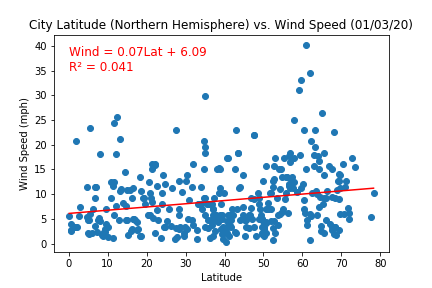 City Latitude (Northern Hemisphere) vs. Wind Speed (01/03/20)
Wind = 0.07Lat + 6.09
R² = 0.041
Wind Speed (mph)
40
35
30
25
20
15
10
5
0
0 10 20 30 40 50 60 70 80
Latitude